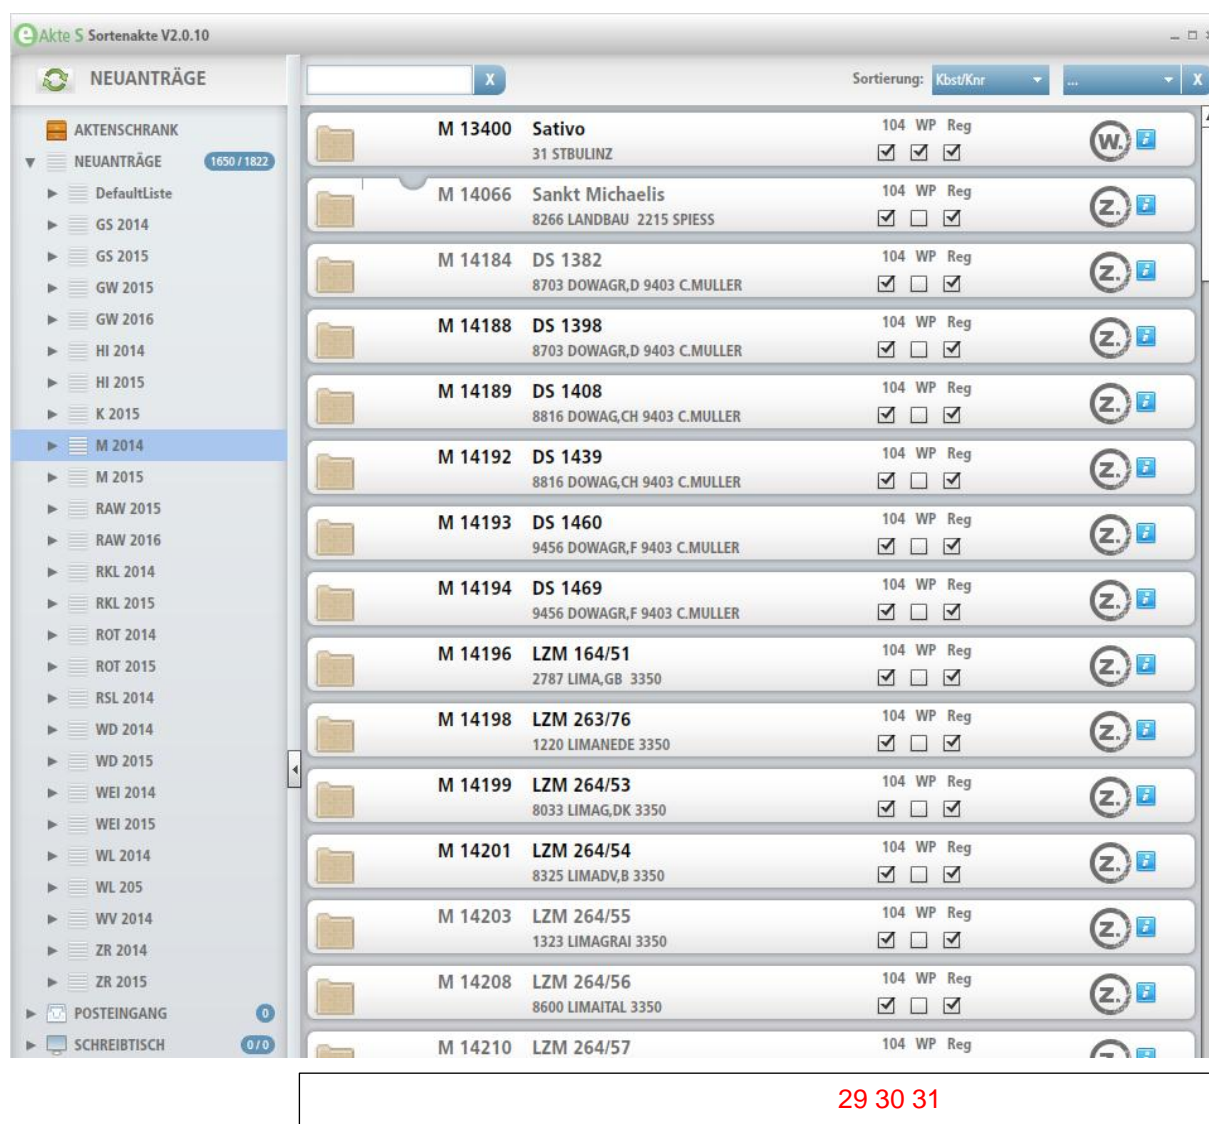 eAkte S Sortenakte V2.0.10
NEUANTRÄGE
X
Sortierung: Kbst/Knr ... X
AKTENSCHRANK
NEUANTRÄGE 1650 / 1822
DefaultListe
GS 2014
GS 2015
GW 2015
GW 2016
HI 2014
HI 2015
K 2015
M 2014
M 2015
RAW 2015
RAW 2016
RKL 2014
RKL 2015
ROT 2014
ROT 2015
RSL 2014
WD 2014
WD 2015
WEI 2014
WEI 2015
WL 2014
WL 205
WV 2014
ZR 2014
ZR 2015
POSTEINGANG 0
SCHREIBTISCH 0 / 0
M 13400 Sativo 104 WP Reg W. i
31 STBULINZ
M 14066 Sankt Michaelis 104 WP Reg Z. i
8266 LANDBAU 2215 SPIESS
M 14184 DS 1382 104 WP Reg Z. i
8703 DOWAGR,D 9403 C.MULLER
M 14188 DS 1398 104 WP Reg Z. i
8703 DOWAGR,D 9403 C.MULLER
M 14189 DS 1408 104 WP Reg Z. i
8816 DOWAG,CH 9403 C.MULLER
M 14192 DS 1439 104 WP Reg Z. i
8816 DOWAG,CH 9403 C.MULLER
M 14193 DS 1460 104 WP Reg Z. i
9456 DOWAGR,F 9403 C.MULLER
M 14194 DS 1469 104 WP Reg Z. i
9456 DOWAGR,F 9403 C.MULLER
M 14196 LZM 164/51 104 WP Reg Z. i
2787 LIMA,GB 3350
M 14198 LZM 263/76 104 WP Reg Z. i
1220 LIMANEDE 3350
M 14199 LZM 264/53 104 WP Reg Z. i
8033 LIMAG,DK 3350
M 14201 LZM 264/54 104 WP Reg Z. i
8325 LIMADV,B 3350
M 14203 LZM 264/55 104 WP Reg Z. i
1323 LIMAGRAI 3350
M 14208 LZM 264/56 104 WP Reg Z. i
8600 LIMAITAL 3350
M 14210 LZM 264/57 104 WP Reg
29 30 31